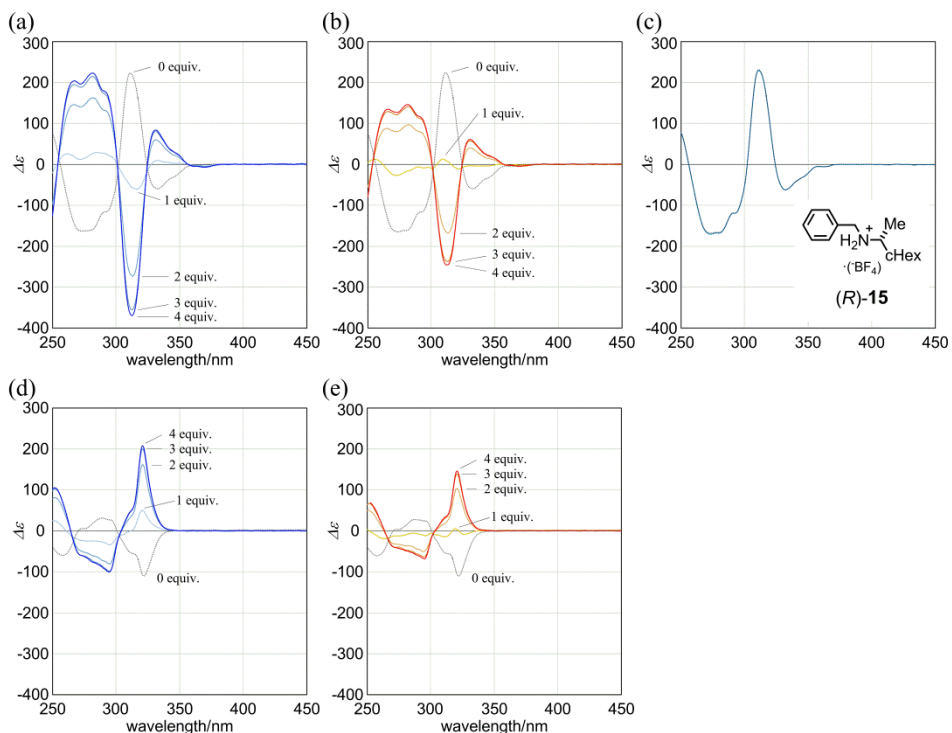 (a)
300
200
100
0
-100
-200
-300
-400
Δε
0 equiv.
1 equiv.
2 equiv.
3 equiv.
4 equiv.
250 300 350 400 450
wavelength/nm
(b)
300
200
100
0
-100
-200
-300
-400
Δε
0 equiv.
1 equiv.
2 equiv.
3 equiv.
4 equiv.
250 300 350 400 450
wavelength/nm
(c)
300
200
100
0
-100
-200
-300
-400
Δε
Me
+
N
H2
cHex
·(⁻BF4)
(R)-15
250 300 350 400 450
wavelength/nm
(d)
300
200
100
0
-100
-200
-300
-400
Δε
4 equiv.
3 equiv.
2 equiv.
1 equiv.
0 equiv.
250 300 350 400 450
wavelength/nm
(e)
300
200
100
0
-100
-200
-300
-400
Δε
4 equiv.
3 equiv.
2 equiv.
1 equiv.
0 equiv.
250 300 350 400 450
wavelength/nm